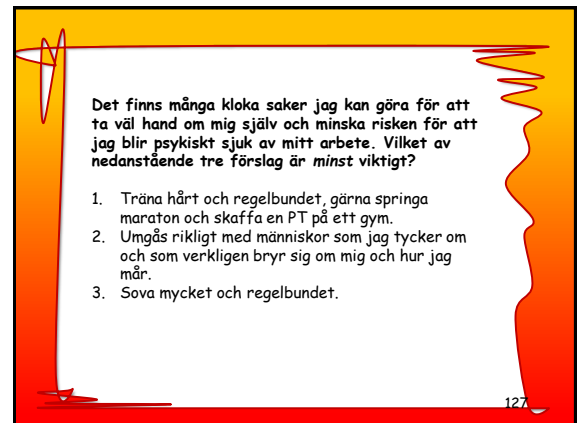 Det finns många kloka saker jag kan göra för att
ta väl hand om mig själv och minska risken för att
jag blir psykiskt sjuk av mitt arbete. Vilket av
nedanstående tre förslag är minst viktigt?
1. Träna hårt och regelbundet, gärna springa
maraton och skaffa en PT på ett gym.
2. Umgås rikligt med människor som jag tycker om
och som verkligen bryr sig om mig och hur jag
mår.
3. Sova mycket och regelbundet.
127